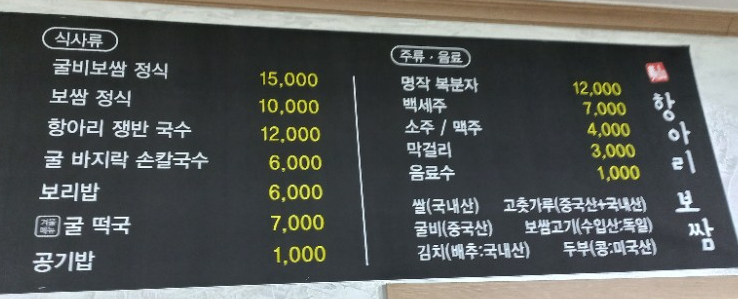 식사류
굴비보쌈 정식 15,000
보쌈 정식 10,000
항아리 쟁반 국수 12,000
굴 바지락 손칼국수 6,000
보리밥 6,000
겨울메뉴 굴 떡국 7,000
공기밥 1,000
주류·음료
명작 복분자 12,000
백세주 7,000
소주 / 맥주 4,000
막걸리 3,000
음료수 1,000
쌀(국내산) 고춧가루(중국산+국내산)
굴비(중국산) 보쌈고기(수입산:독일)
김치(배추:국내산) 두부(콩:미국산)
항아리보쌈